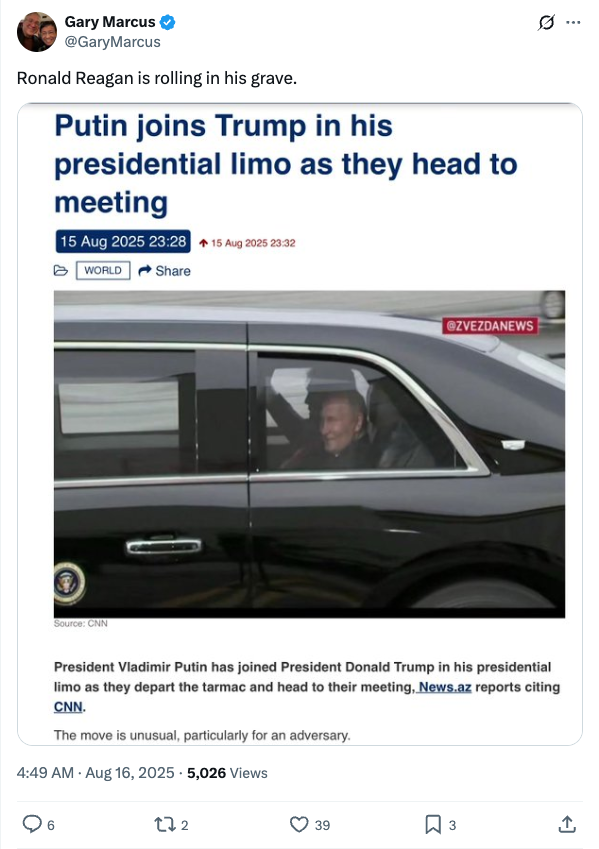 Gary Marcus
@GaryMarcus
Ronald Reagan is rolling in his grave.
Putin joins Trump in his
presidential limo as they head to
meeting
15 Aug 2025 23:28 15 Aug 2025 23:32
WORLD Share
@ZVEZDANEWS
Source: CNN
President Vladimir Putin has joined President Donald Trump in his presidential
limo as they depart the tarmac and head to their meeting, News.az reports citing
CNN.
The move is unusual, particularly for an adversary.
4:49 AM · Aug 16, 2025 · 5,026 Views
6 2 39 3